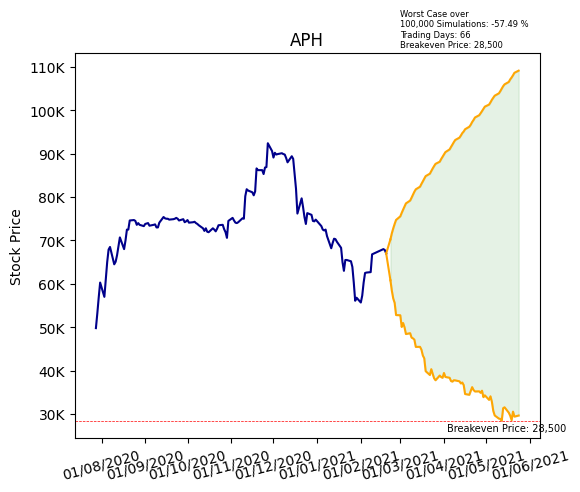 Worst Case over
100,000 Simulations: -57.49 %
Trading Days: 66
Breakeven Price: 28,500
APH
110K
100K
90K
80K
70K
60K
50K
40K
30K
Stock Price
Breakeven Price: 28,500
01/08/2020
01/09/2020
01/10/2020
01/11/2020
01/12/2020
01/01/2021
01/02/2021
01/03/2021
01/04/2021
01/05/2021
01/06/2021